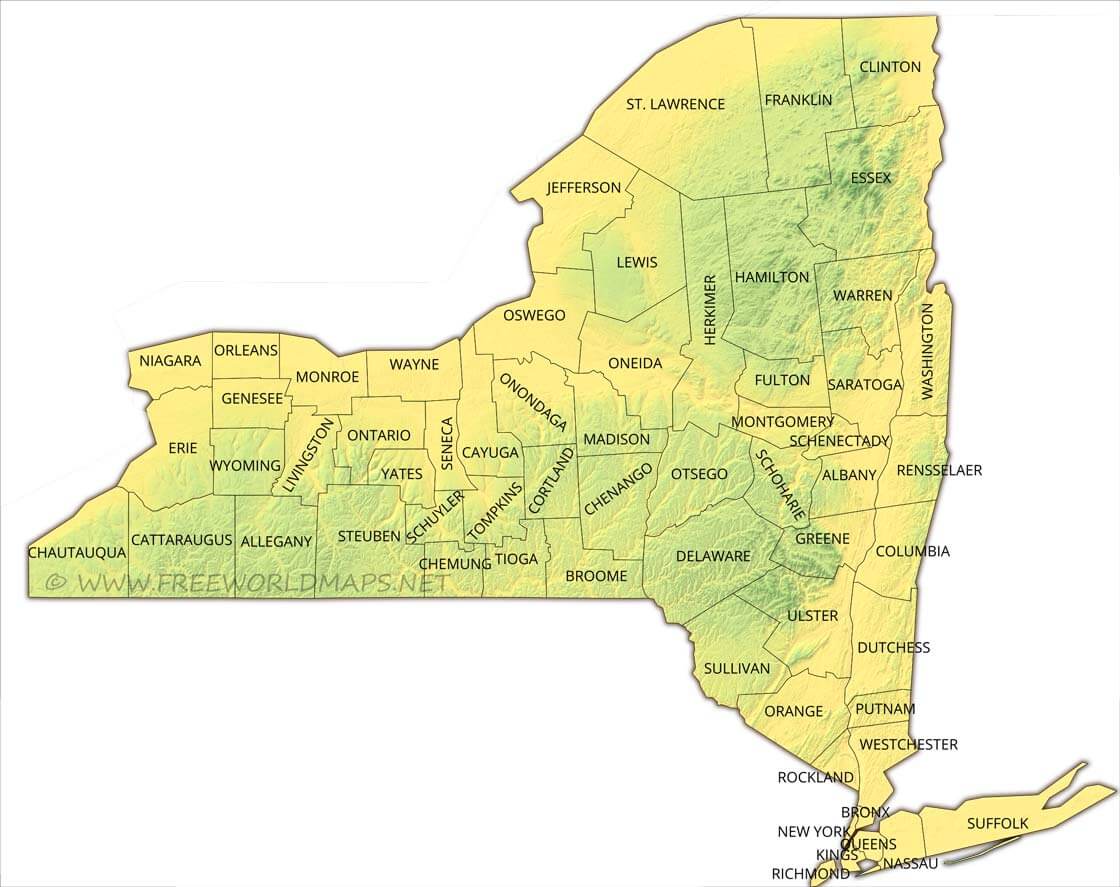 CLINTON
ST. LAWRENCE
FRANKLIN
ESSEX
JEFFERSON
LEWIS
HERKIMER
HAMILTON
WARREN
WASHINGTON
OSWEGO
ONEIDA
FULTON
SARATOGA
NIAGARA
ORLEANS
MONROE
WAYNE
GENESEE
ONONDAGA
MONTGOMERY
SCHENECTADY
ERIE
WYOMING
LIVINGSTON
ONTARIO
SENECA
CAYUGA
MADISON
YATES
CORTLAND
CHENANGO
OTSEGO
SCHOHARIE
ALBANY
RENSSELAER
SCHUYLER
TOMPKINS
CHAUTAUQUA
CATTARAUGUS
ALLEGANY
STEUBEN
CHEMUNG
TIOGA
BROOME
DELAWARE
GREENE
COLUMBIA
© WWW.FREEWORLDMAPS.NET
ULSTER
DUTCHESS
SULLIVAN
ORANGE
PUTNAM
WESTCHESTER
ROCKLAND
BRONX
NEW YORK
SUFFOLK
QUEENS
KINGS
NASSAU
RICHMOND